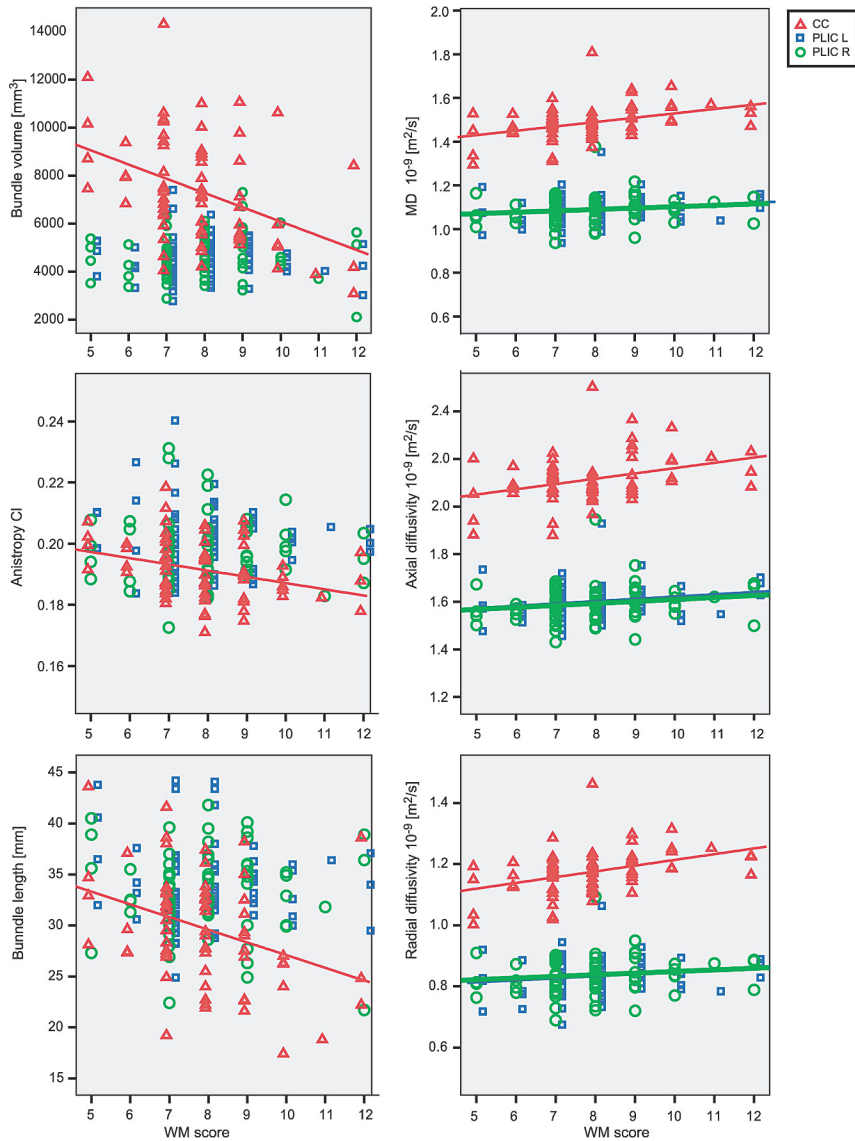 CC
PLIC L
PLIC R
Bundle volume [mm³]
14000
12000
10000
8000
6000
4000
2000
5 6 7 8 9 10 11 12
MD 10⁻⁹ [m²/s]
2.0
1.8
1.6
1.4
1.2
1.0
0.8
0.6
5 6 7 8 9 10 11 12
Anistropy CI
0.24
0.22
0.20
0.18
0.16
5 6 7 8 9 10 11 12
Axial diffusivity 10⁻⁹ [m²/s]
2.4
2.0
2.0
1.8
1.6
1.4
1.2
5 6 7 8 9 10 11 12
Bunndle length [mm]
45
40
35
30
25
20
15
5 6 7 8 9 10 11 12
WM score
Radial diffusivity 10⁻⁹ [m²/s]
1.4
1.2
1.0
0.8
0.6
5 6 7 8 9 10 11 12
WM score